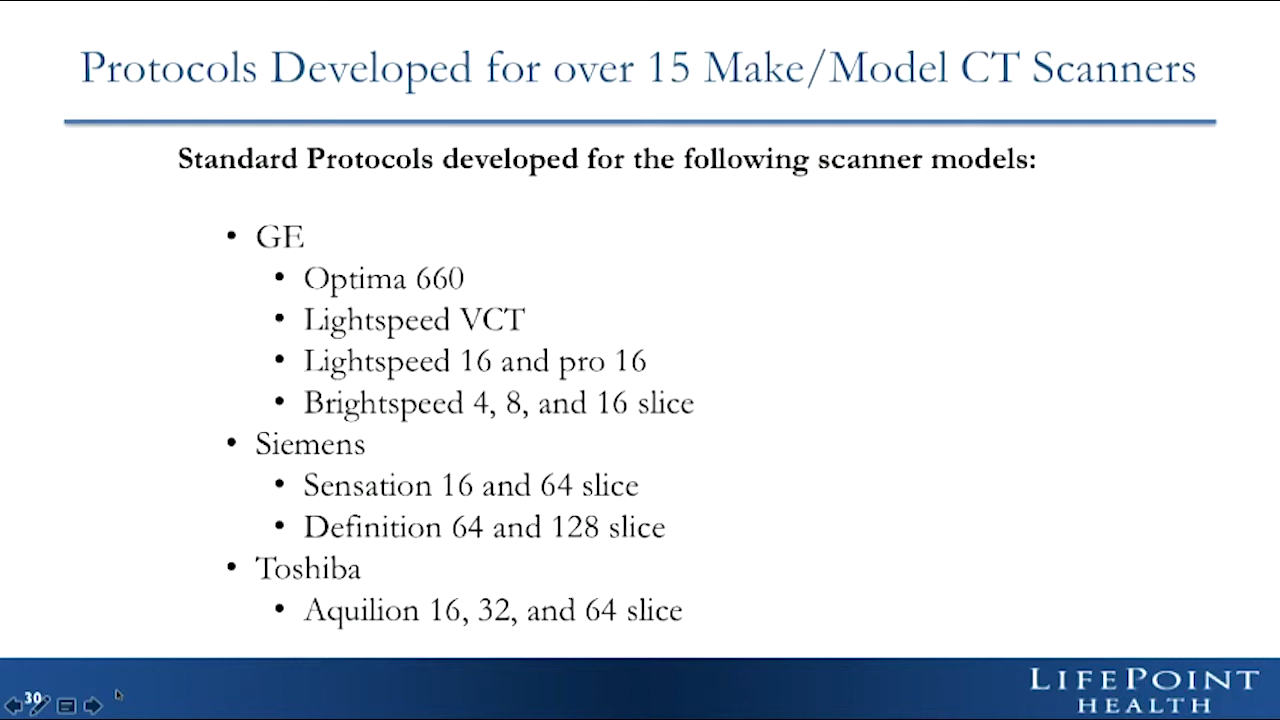 Protocols Developed for over 15 Make/Model CT Scanners
Standard Protocols developed for the following scanner models:
• GE
• Optima 660
• Lightspeed VCT
• Lightspeed 16 and pro 16
• Brightspeed 4, 8, and 16 slice
• Siemens
• Sensation 16 and 64 slice
• Definition 64 and 128 slice
• Toshiba
• Aquilion 16, 32, and 64 slice
30
LIFEPOINT
HEALTH